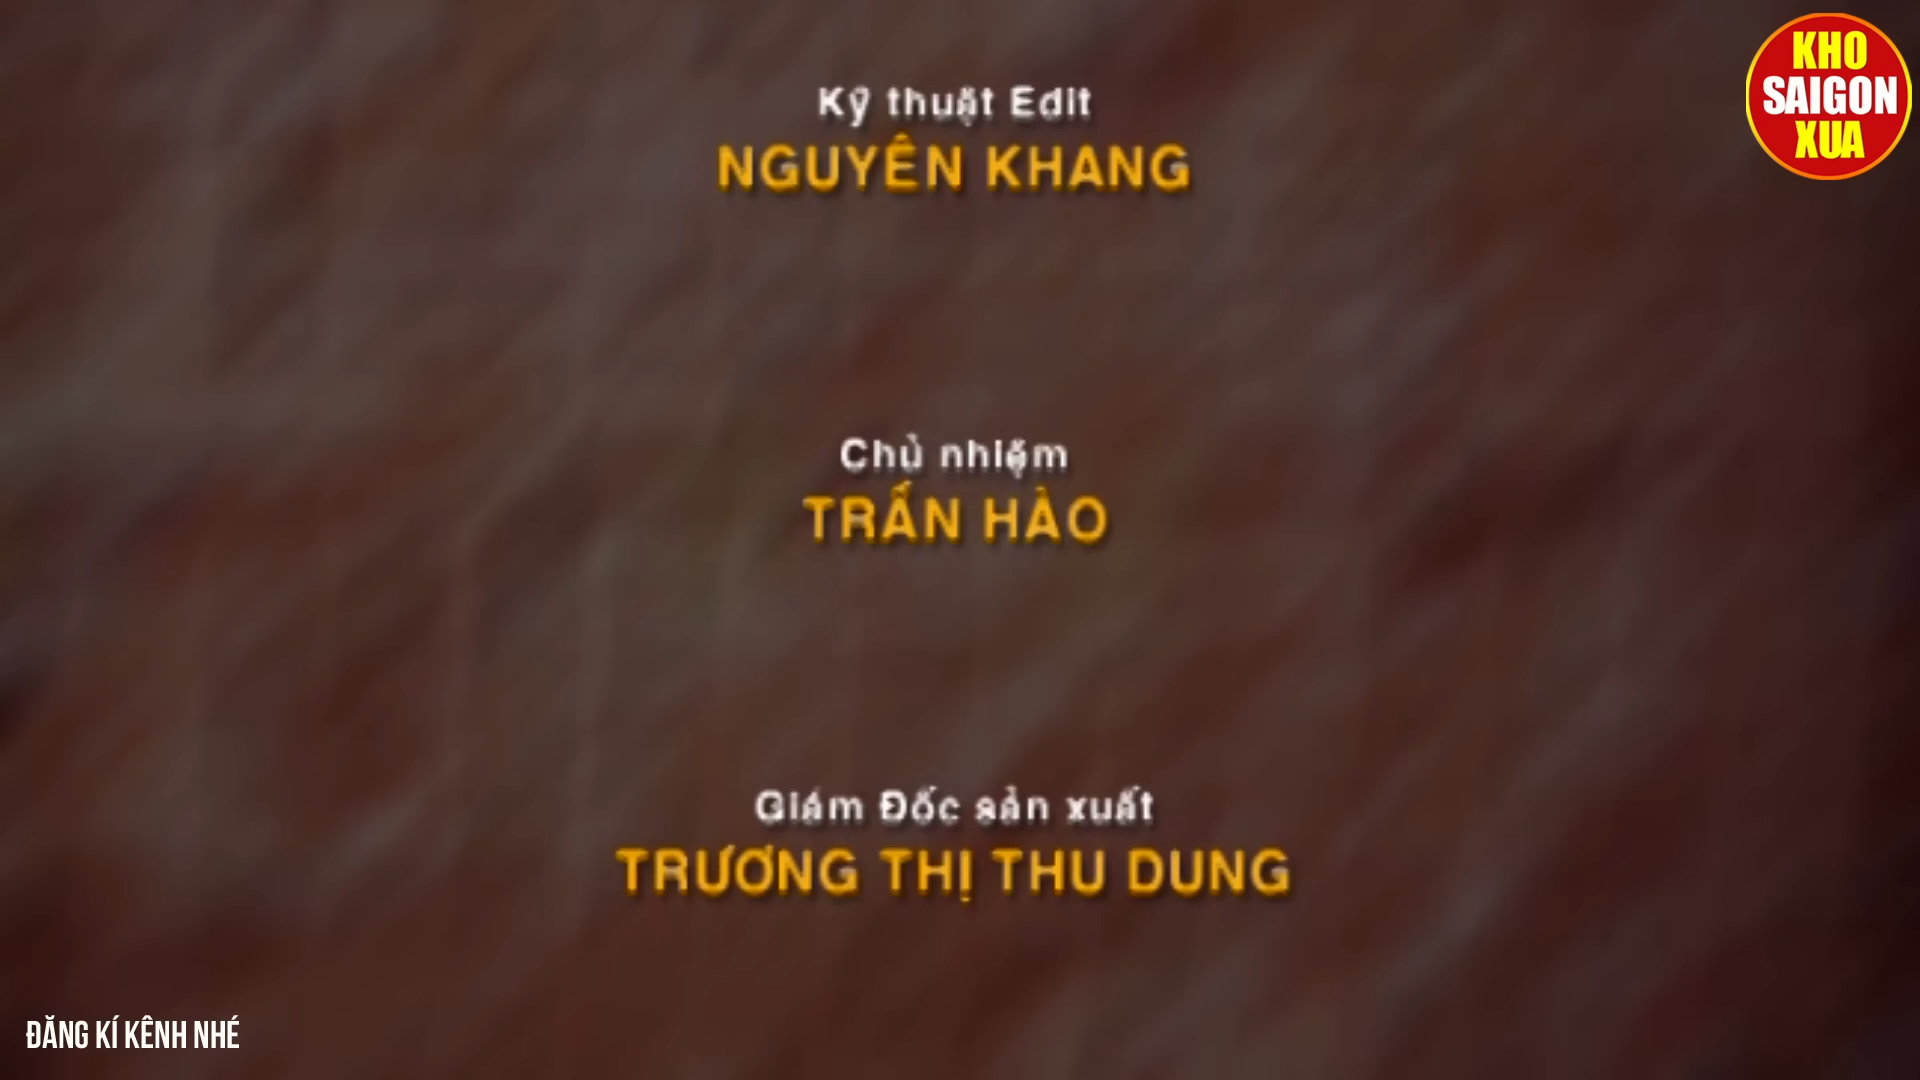 Kỹ thuật Edit
NGUYÊN KHANG
KHO
SAIGON
XUA
Chủ nhiệm
TRẤN HÀO
Giám Đốc sản xuất
TRƯƠNG THỊ THU DUNG
ĐĂNG KÍ KÊNH NHÉ